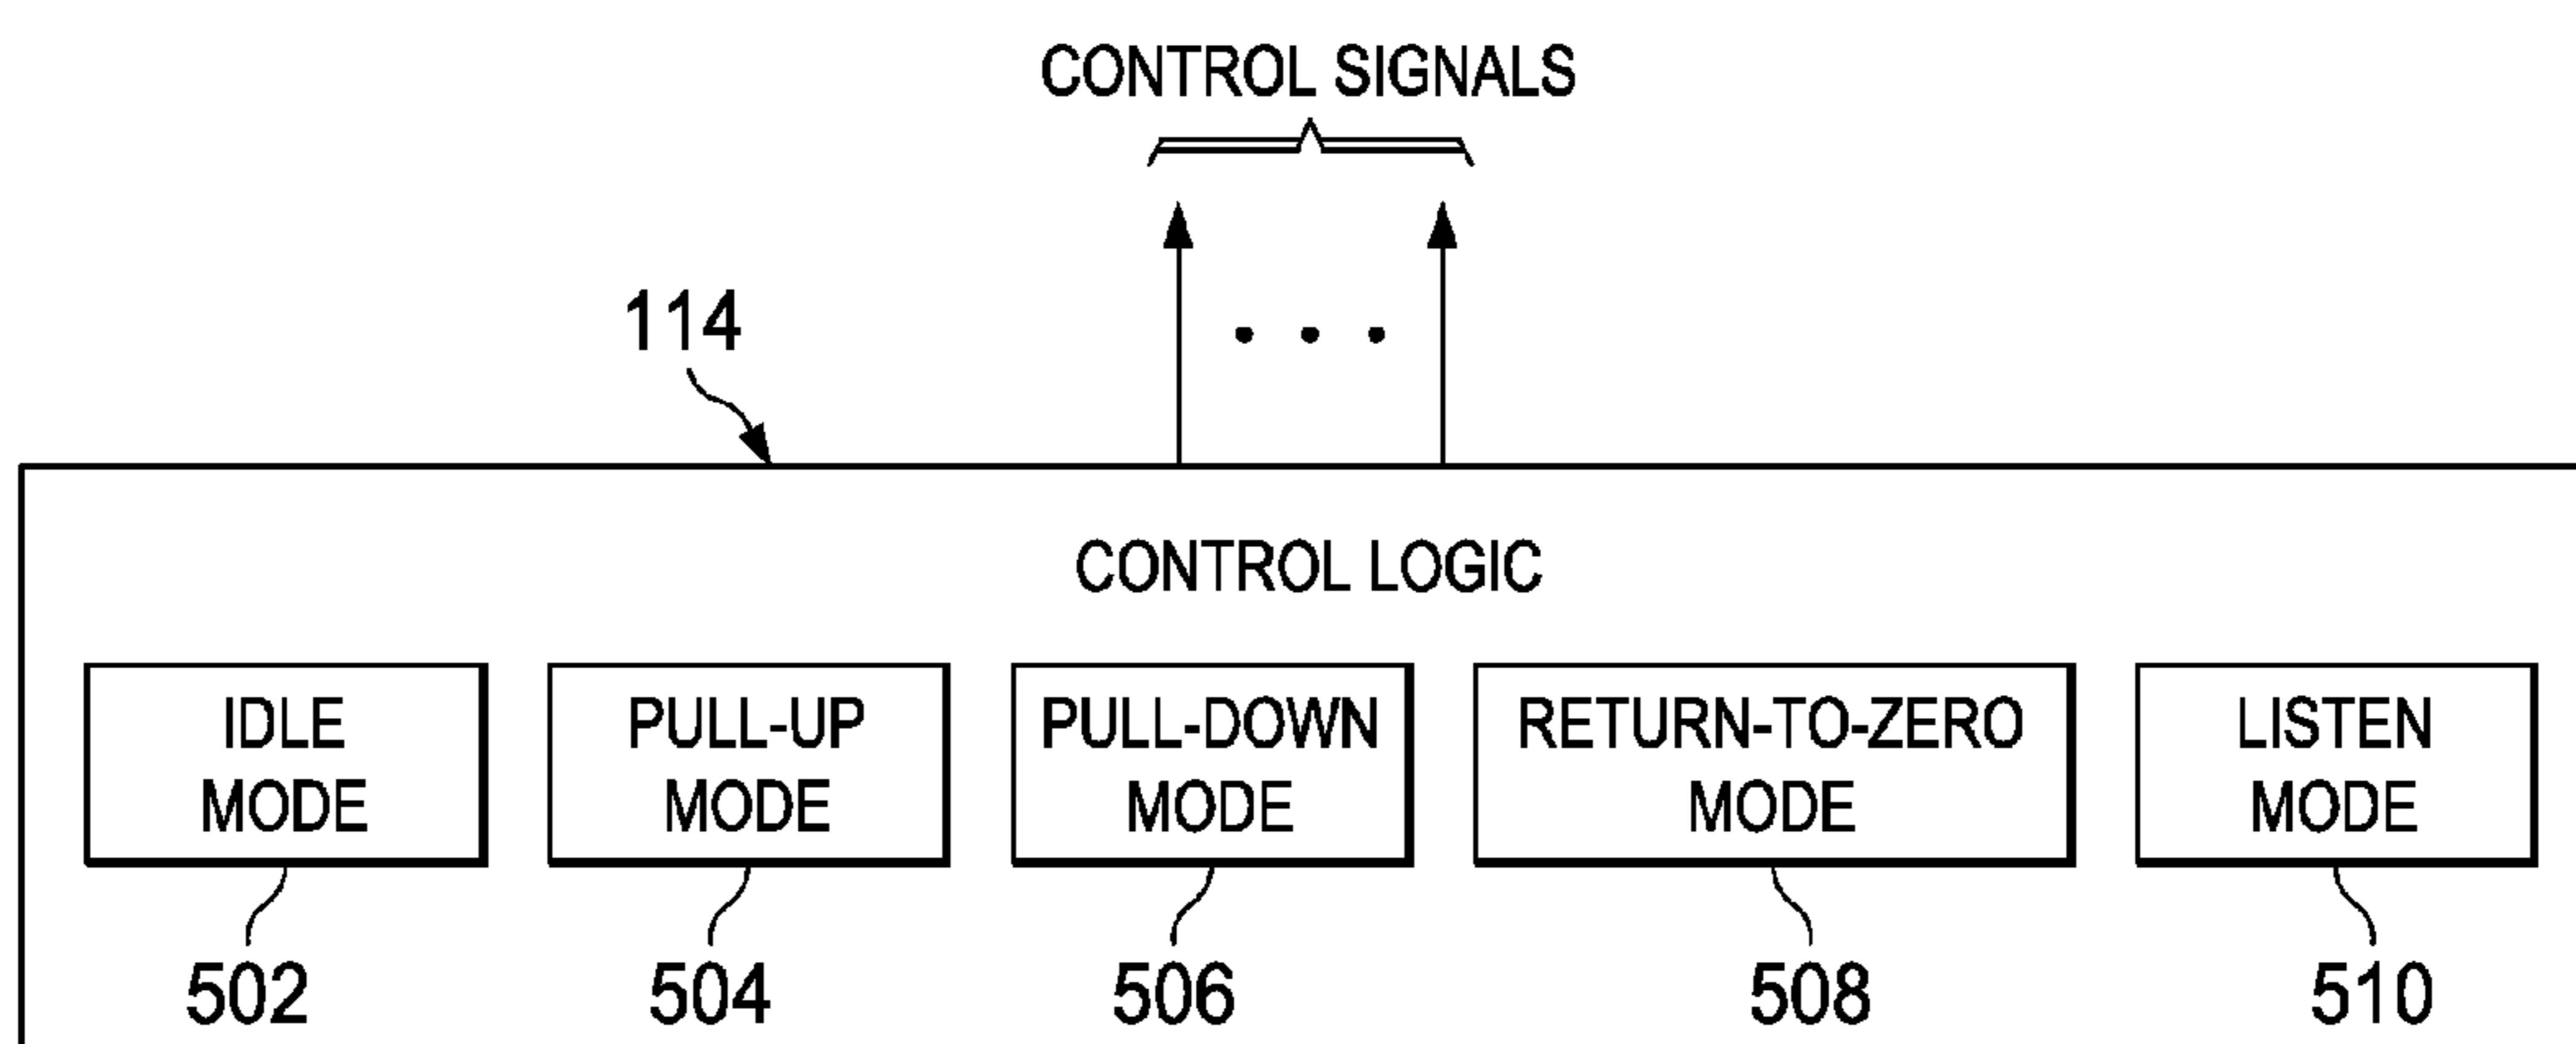 CONTROL SIGNALS
114
CONTROL LOGIC
IDLE
MODE
PULL-UP
MODE
PULL-DOWN
MODE
RETURN-TO-ZERO
MODE
LISTEN
MODE
502
504
506
508
510